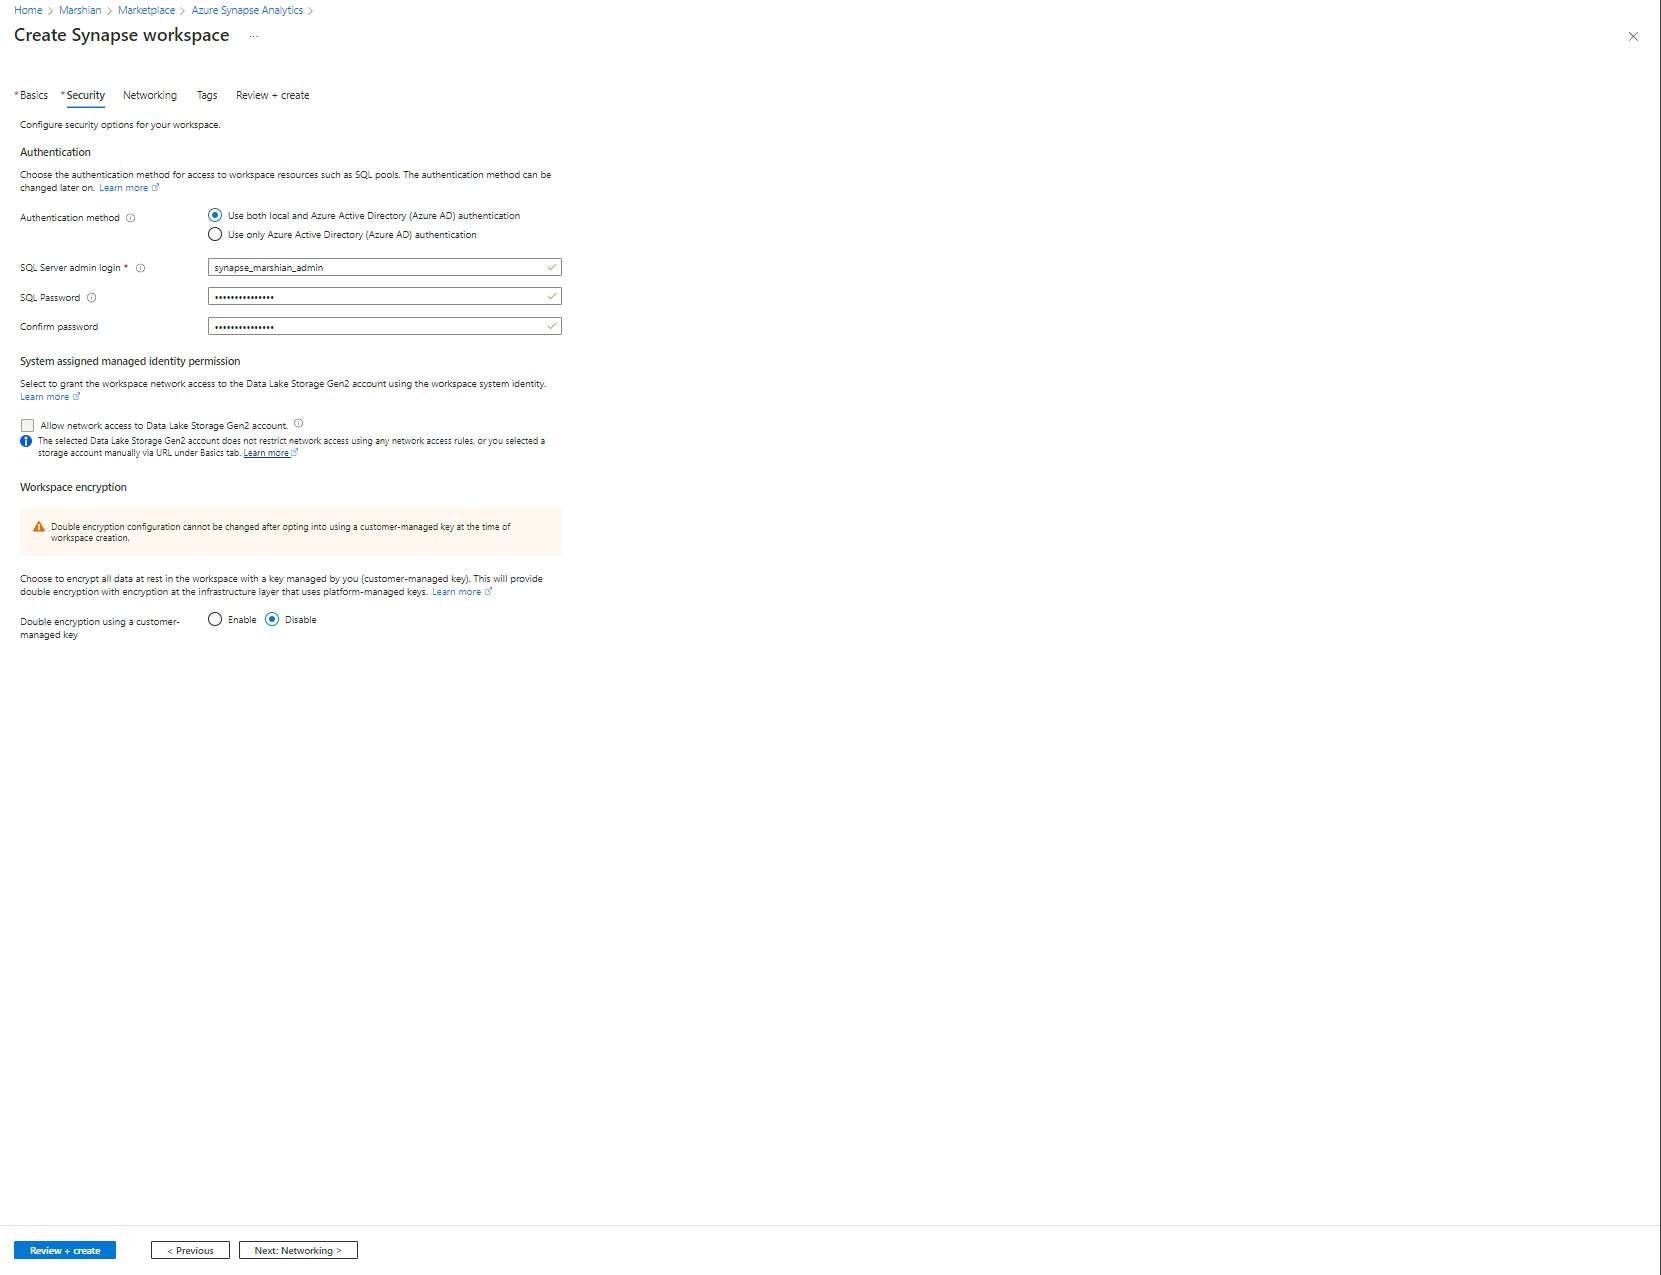 Home > Marshian > Marketplace > Azure Synapse Analytics >
Create Synapse workspace ...
* Basics * Security Networking Tags Review + create
Configure security options for your workspace.
Authentication
Choose the authentication method for access to workspace resources such as SQL pools. The authentication method can be
changed later on. Learn more
Authentication method
Use both local and Azure Active Directory (Azure AD) authentication
Use only Azure Active Directory (Azure AD) authentication
SQL Server admin login * synapse_marshian_admin
SQL Password •••••••••••••••
Confirm password •••••••••••••••
System assigned managed identity permission
Select to grant the workspace network access to the Data Lake Storage Gen2 account using the workspace system identity.
Learn more
Allow network access to Data Lake Storage Gen2 account.
The selected Data Lake Storage Gen2 account does not restrict network access using any network access rules, or you selected a
storage account manually via URL under Basics tab. Learn more
Workspace encryption
Double encryption configuration cannot be changed after opting into using a customer-managed key at the time of
workspace creation.
Choose to encrypt all data at rest in the workspace with a key managed by you (customer-managed key). This will provide
double encryption with encryption at the infrastructure layer that uses platform-managed keys. Learn more
Double encryption using a customer-
managed key
Enable Disable
Review + create < Previous Next: Networking >